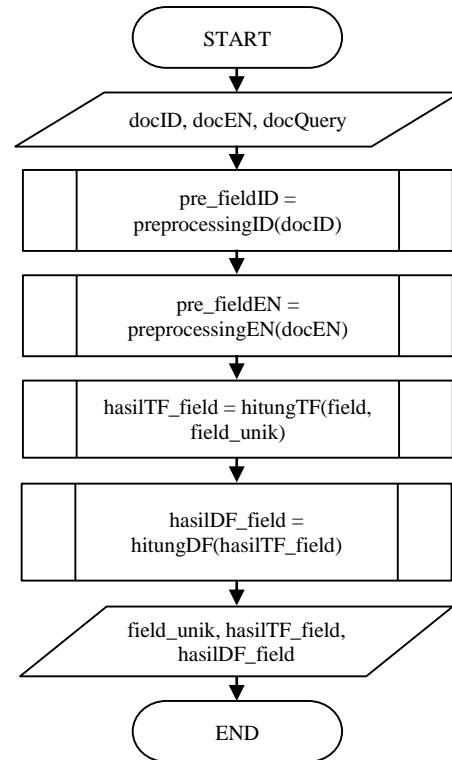 START
docID, docEN, docQuery
pre_fieldID =
preprocessingID(docID)
pre_fieldEN =
preprocessingEN(docEN)
hasilTF_field = hitungTF(field,
field_unik)
hasilDF_field =
hitungDF(hasilTF_field)
field_unik, hasilTF_field,
hasilDF_field
END